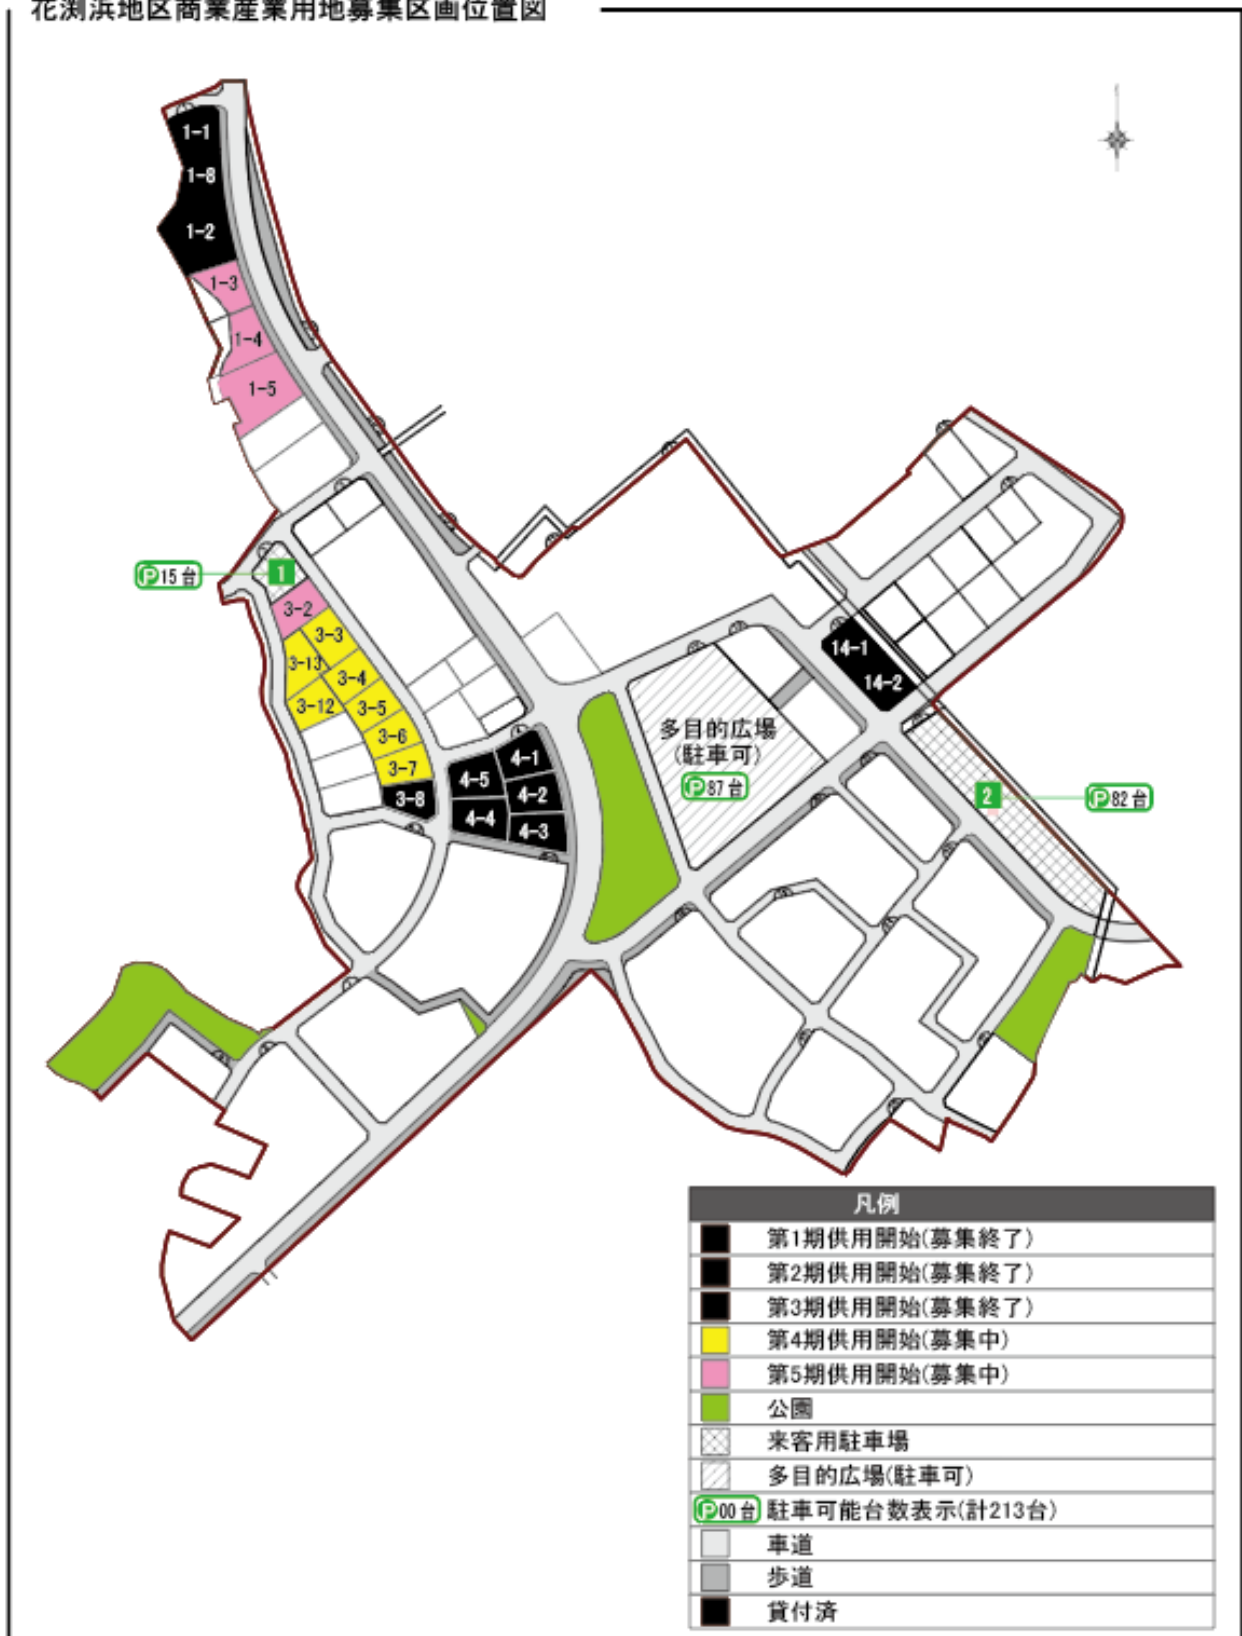 花渕浜地区商業産業用地募集区画位置図
1-1
1-8
1-2
1-3
1-4
1-5
P15台
1
3-2
3-3
3-13
3-4
3-12
3-5
3-6
3-7
3-8
4-1
4-5
4-2
4-4
4-3
14-1
14-2
多目的広場
(駐車可)
P87台
2
P82台
凡例
第1期供用開始(募集終了)
第2期供用開始(募集終了)
第3期供用開始(募集終了)
第4期供用開始(募集中)
第5期供用開始(募集中)
公園
来客用駐車場
多目的広場(駐車可)
P00台 駐車可能台数表示(計213台)
車道
歩道
貸付済